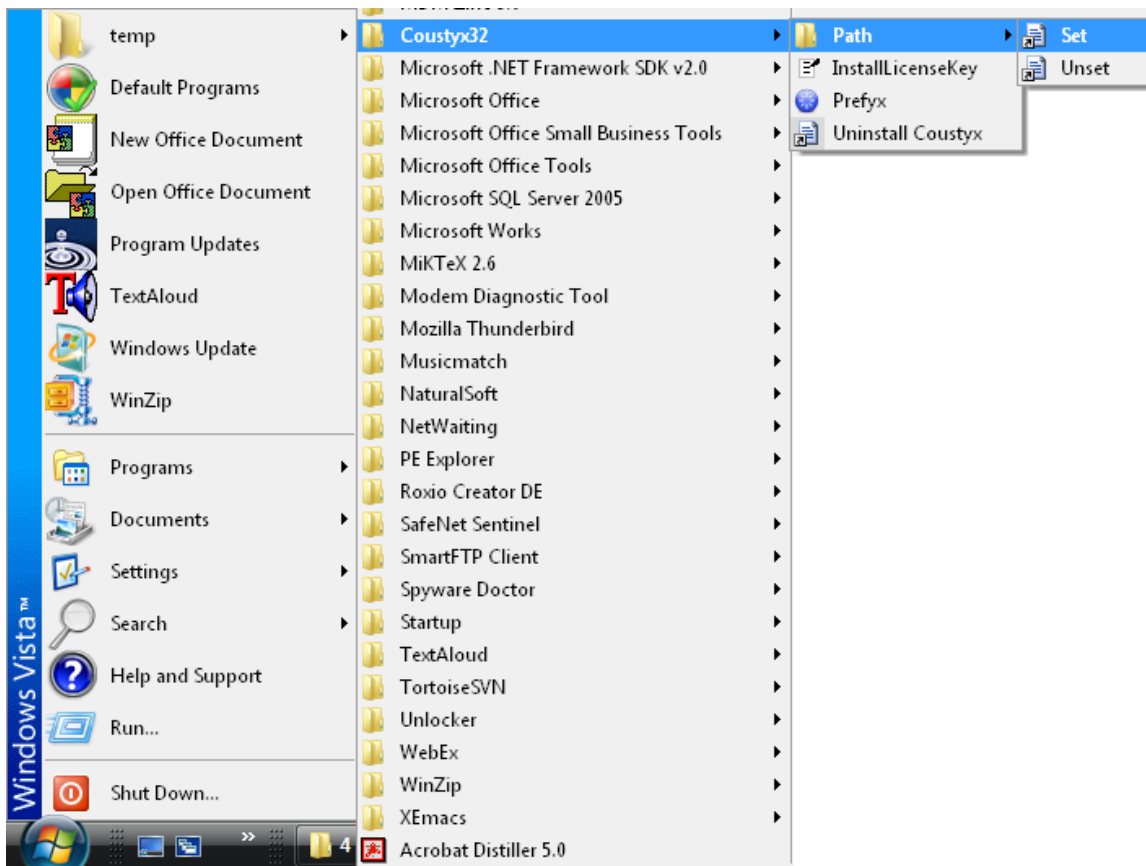 temp
Default Programs
New Office Document
Open Office Document
Program Updates
TextAloud
Windows Update
WinZip
Programs
Documents
Settings
Search
Help and Support
Run...
Shut Down...
Windows Vista™
4
Coustyx32
Microsoft .NET Framework SDK v2.0
Microsoft Office
Microsoft Office Small Business Tools
Microsoft Office Tools
Microsoft SQL Server 2005
Microsoft Works
MiKTeX 2.6
Modem Diagnostic Tool
Mozilla Thunderbird
Musicmatch
NaturalSoft
NetWaiting
PE Explorer
Roxio Creator DE
SafeNet Sentinel
SmartFTP Client
Spyware Doctor
Startup
TextAloud
TortoiseSVN
Unlocker
WebEx
WinZip
XEmacs
Acrobat Distiller 5.0
Path
InstallLicenseKey
Prefyx
Uninstall Coustyx
Set
Unset